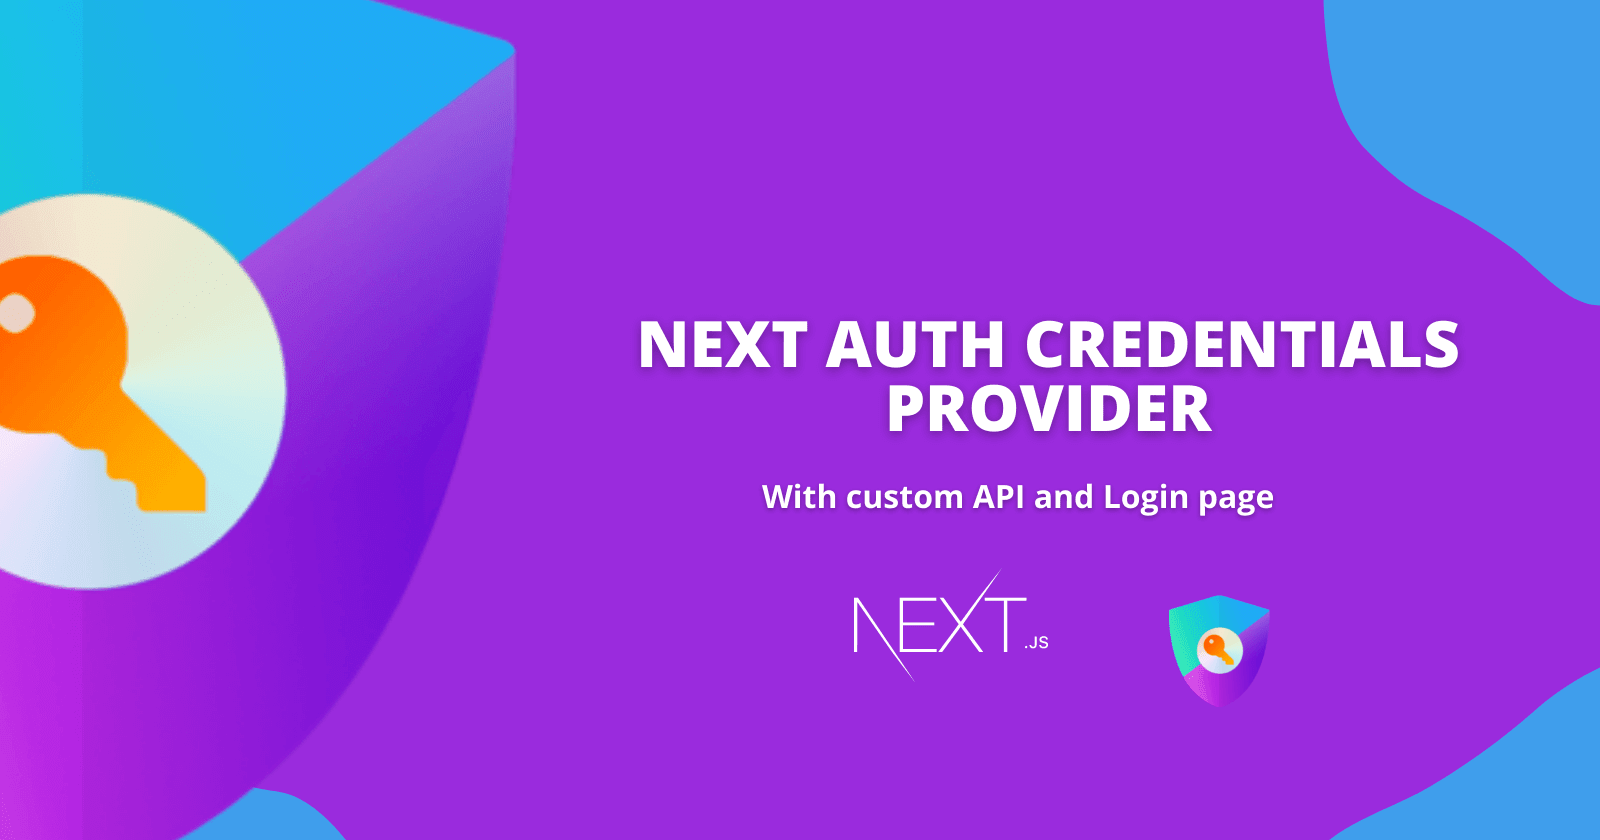 NEXT AUTH CREDENTIALS
PROVIDER
With custom API and Login page
NEXT.JS